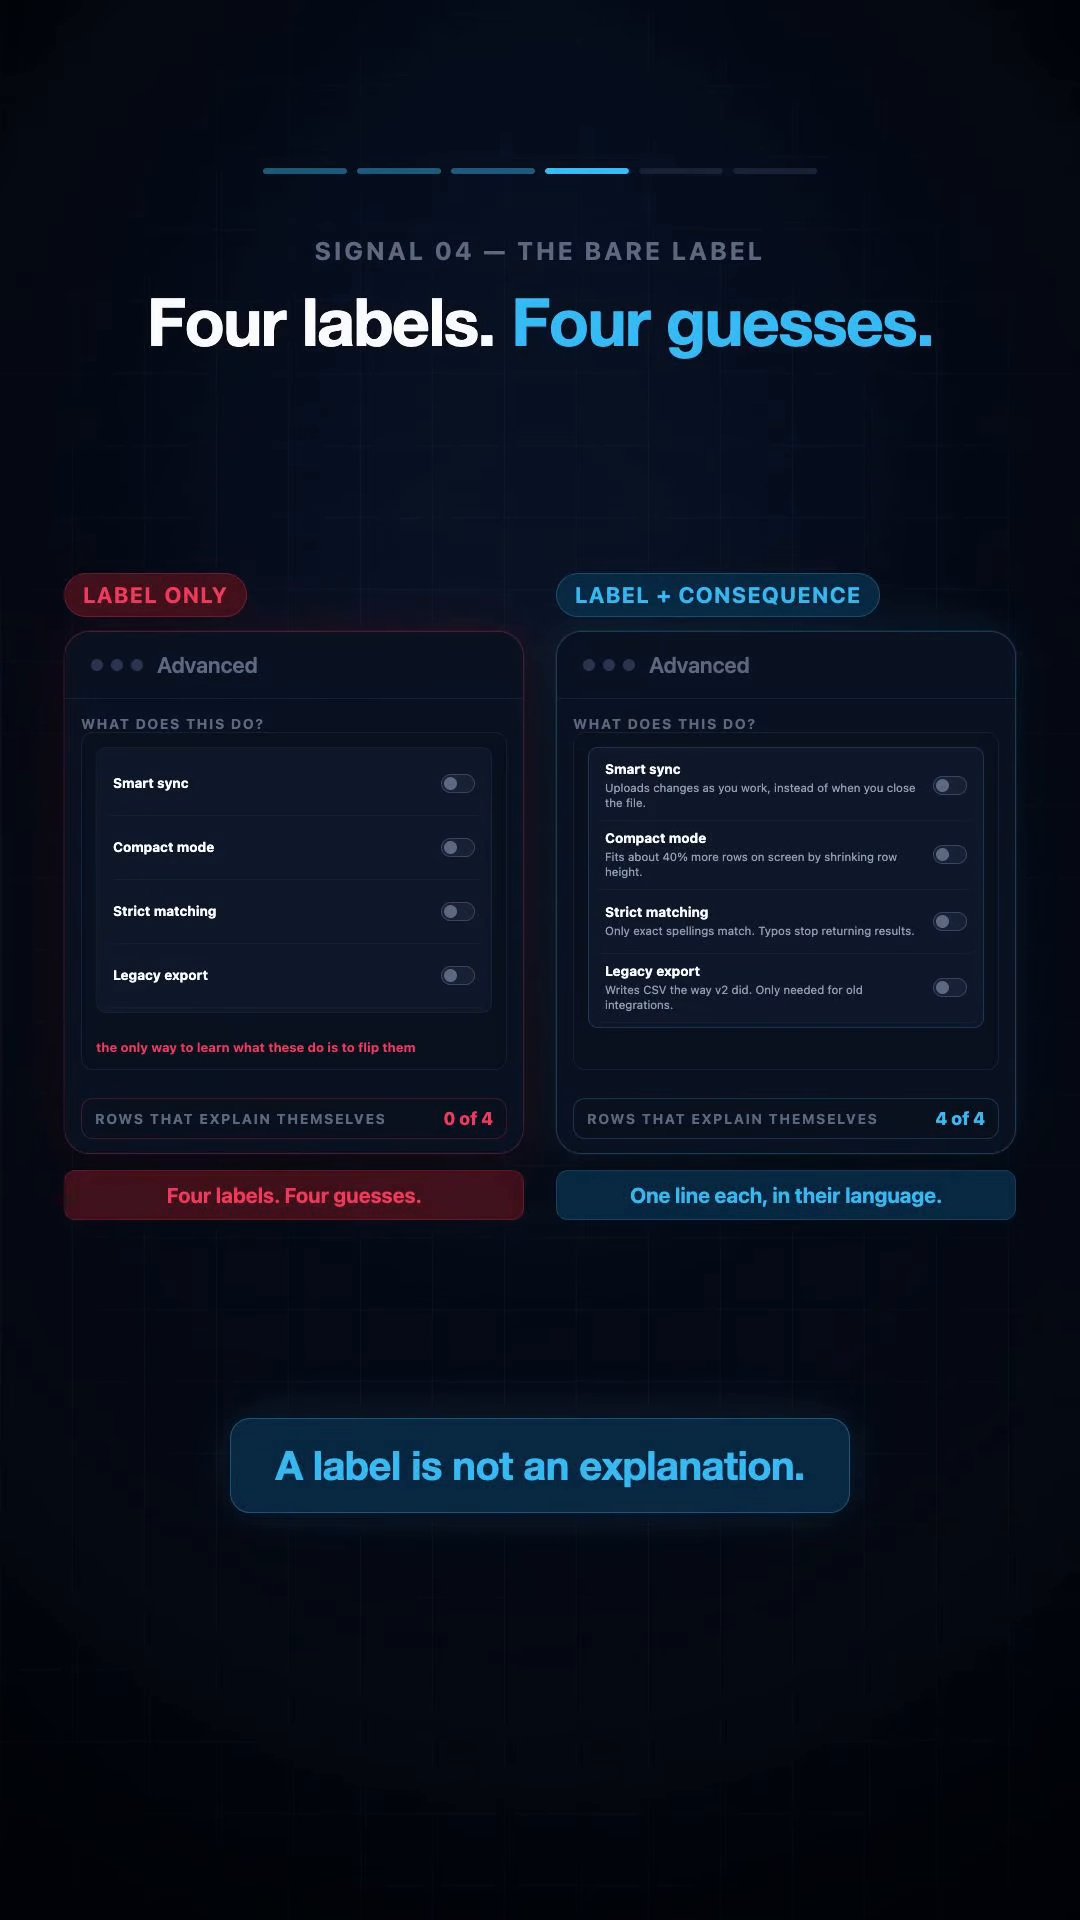 SIGNAL 04 — THE BARE LABEL
Four labels. Four guesses.
LABEL ONLY
Advanced
WHAT DOES THIS DO?
Smart sync
Compact mode
Strict matching
Legacy export
the only way to learn what these do is to flip them
ROWS THAT EXPLAIN THEMSELVES 0 of 4
Four labels. Four guesses.
LABEL + CONSEQUENCE
Advanced
WHAT DOES THIS DO?
Smart sync
Uploads changes as you work, instead of when you close
the file.
Compact mode
Fits about 40% more rows on screen by shrinking row
height.
Strict matching
Only exact spellings match. Typos stop returning results.
Legacy export
Writes CSV the way v2 did. Only needed for old
integrations.
ROWS THAT EXPLAIN THEMSELVES 4 of 4
One line each, in their language.
A label is not an explanation.